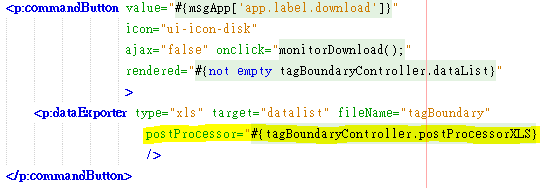 <p:commandButton value="#{msgApp['app.label.download']}"
icon="ui-icon-disk"
ajax="false" onclick="monitorDownload();"
rendered="#{not empty tagBoundaryController.dataList}"
>
<p:dataExporter type="xls" target="datalist" fileName="tagBoundary"
postProcessor="#{tagBoundaryController.postProcessorXLS}
/>
</p:commandButton>